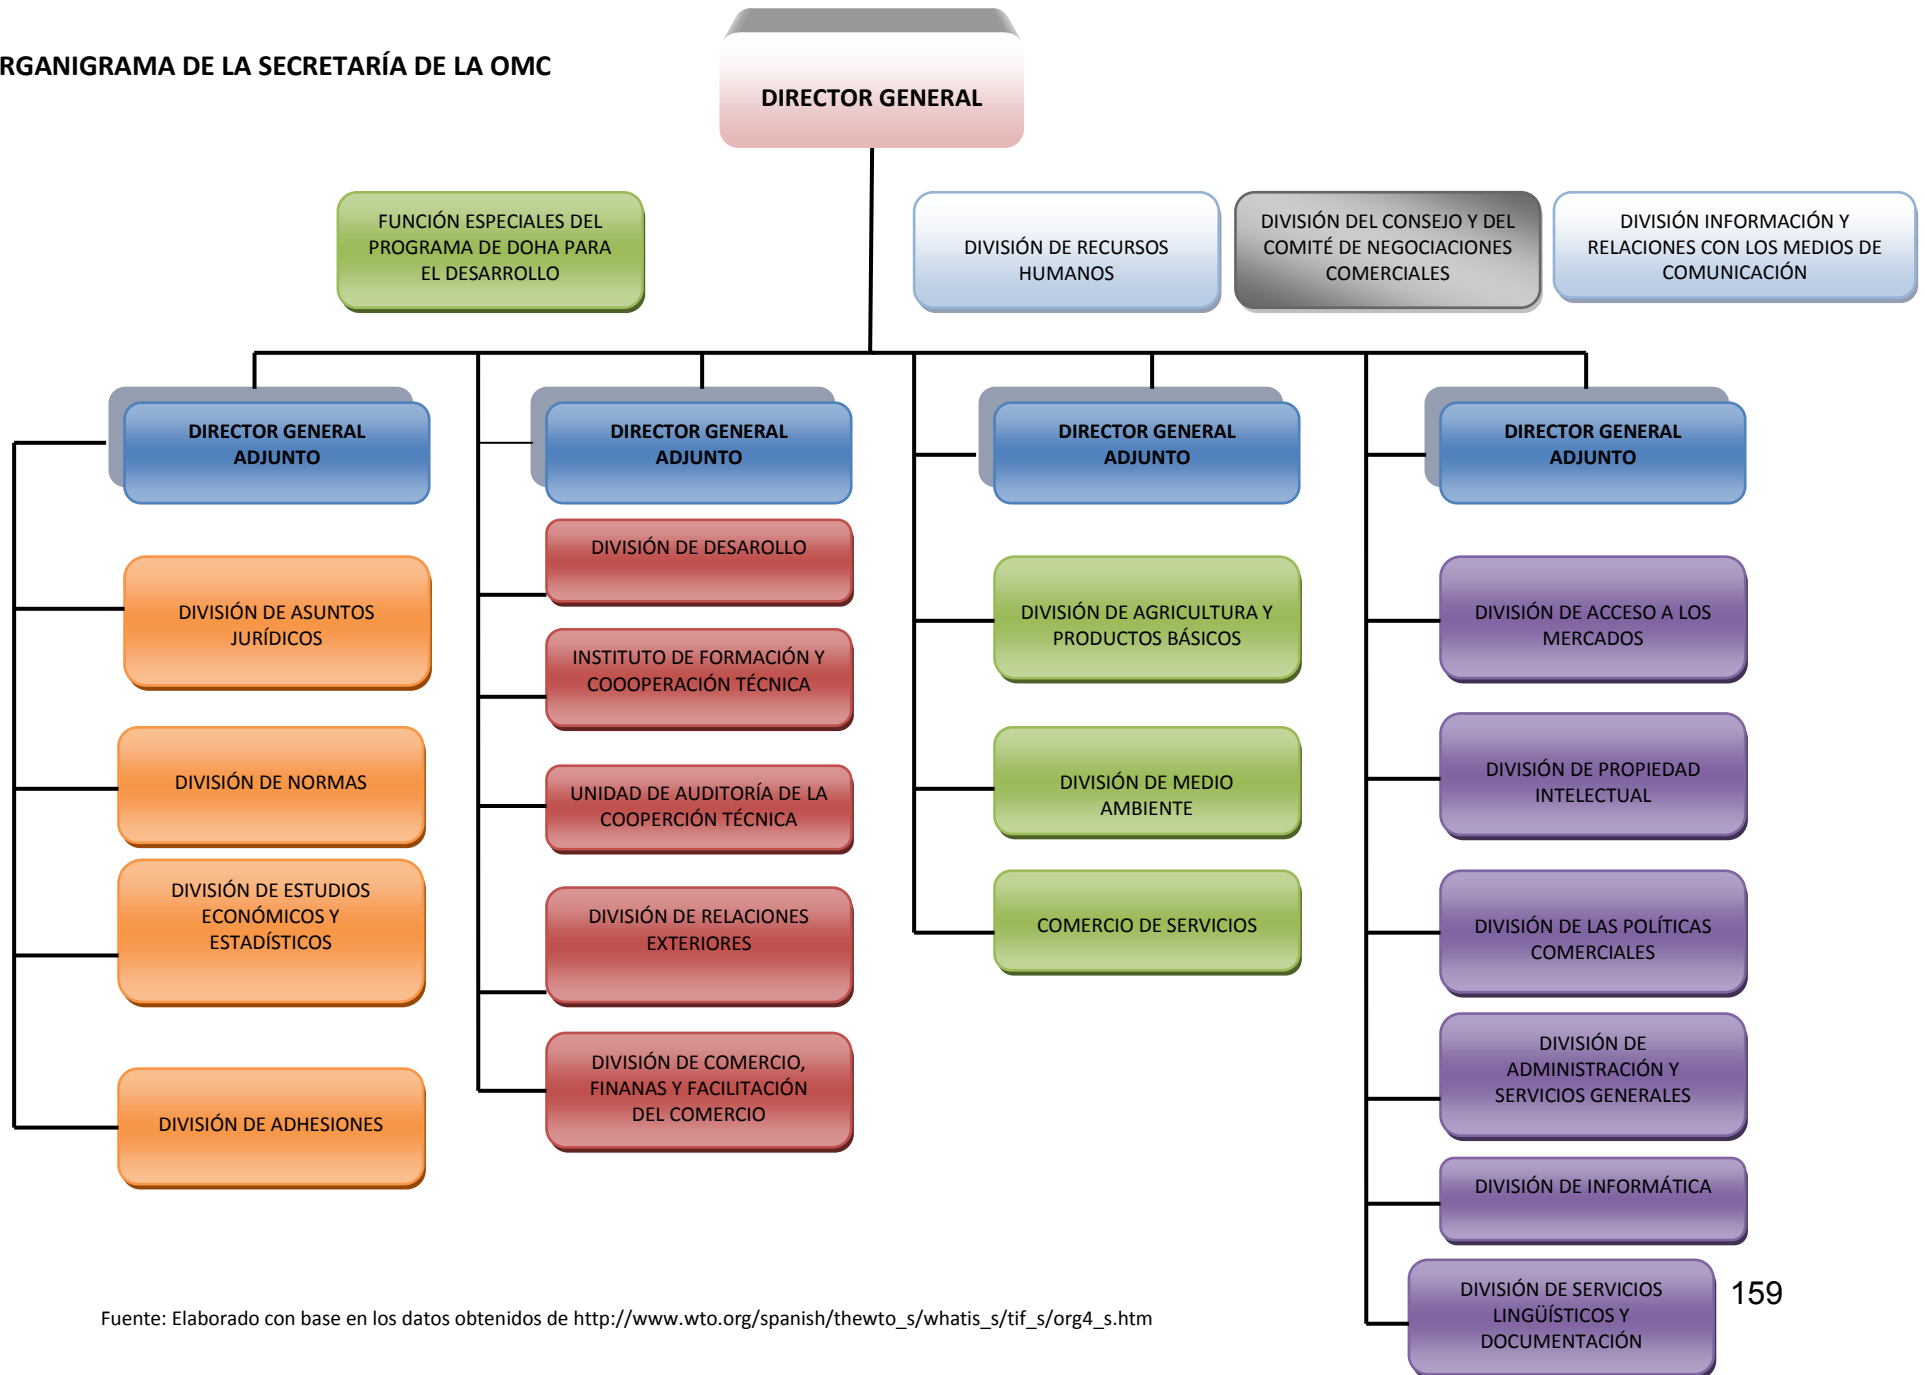 RGANIGRAMA DE LA SECRETARÍA DE LA OMC
DIRECTOR GENERAL
FUNCIÓN ESPECIALES DEL
PROGRAMA DE DOHA PARA
EL DESARROLLO
DIVISIÓN DE RECURSOS
HUMANOS
DIVISIÓN DEL CONSEJO Y DEL
COMITÉ DE NEGOCIACIONES
COMERCIALES
DIVISIÓN INFORMACIÓN Y
RELACIONES CON LOS MEDIOS DE
COMUNICACIÓN
DIRECTOR GENERAL
ADJUNTO
DIVISIÓN DE ASUNTOS
JURÍDICOS
DIVISIÓN DE NORMAS
DIVISIÓN DE ESTUDIOS
ECONÓMICOS Y
ESTADÍSTICOS
DIVISIÓN DE ADHESIONES
DIRECTOR GENERAL
ADJUNTO
DIVISIÓN DE DESAROLLO
INSTITUTO DE FORMACIÓN Y
COOOPERACIÓN TÉCNICA
UNIDAD DE AUDITORÍA DE LA
COOPERCIÓN TÉCNICA
DIVISIÓN DE RELACIONES
EXTERIORES
DIVISIÓN DE COMERCIO,
FINANAS Y FACILITACIÓN
DEL COMERCIO
DIRECTOR GENERAL
ADJUNTO
DIVISIÓN DE AGRICULTURA Y
PRODUCTOS BÁSICOS
DIVISIÓN DE MEDIO
AMBIENTE
COMERCIO DE SERVICIOS
DIRECTOR GENERAL
ADJUNTO
DIVISIÓN DE ACCESO A LOS
MERCADOS
DIVISIÓN DE PROPIEDAD
INTELECTUAL
DIVISIÓN DE LAS POLÍTICAS
COMERCIALES
DIVISIÓN DE
ADMINISTRACIÓN Y
SERVICIOS GENERALES
DIVISIÓN DE INFORMÁTICA
DIVISIÓN DE SERVICIOS
LINGÜÍSTICOS Y
DOCUMENTACIÓN
159
Fuente: Elaborado con base en los datos obtenidos de http://www.wto.org/spanish/thewto_s/whatis_s/tif_s/org4_s.htm